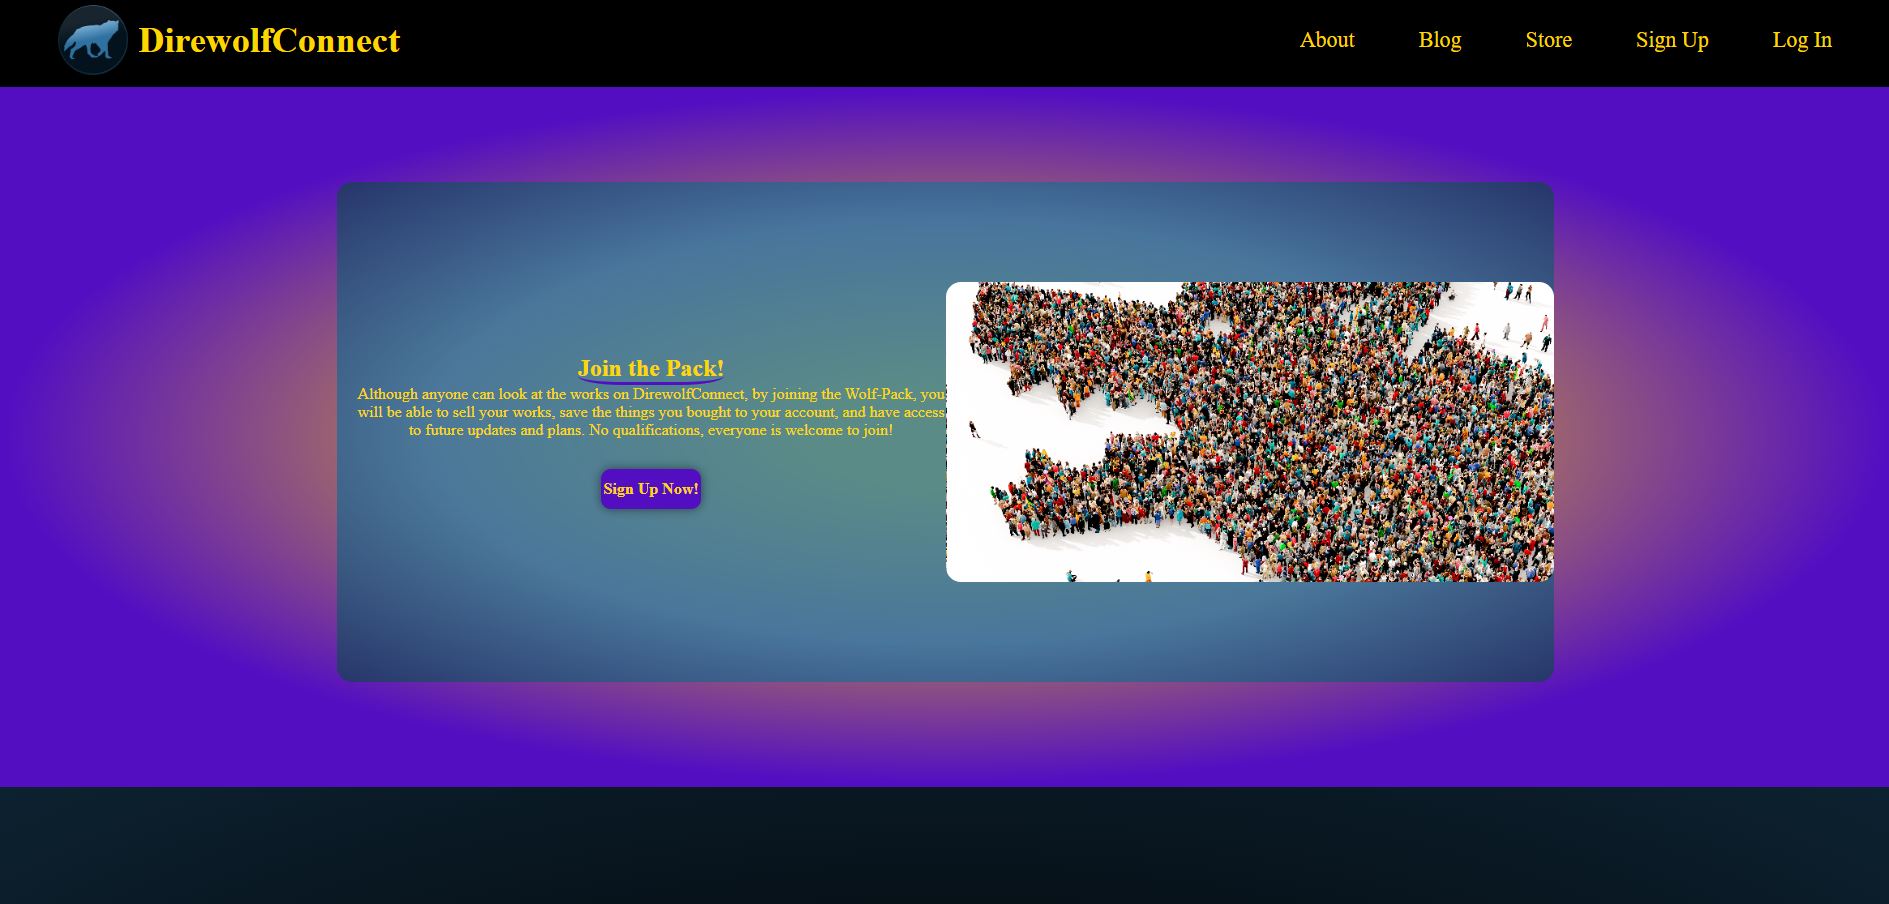 DirewolfConnect
About Blog Store Sign Up Log In
Join the Pack!
Although anyone can look at the works on DirewolfConnect, by joining the Wolf-Pack, you
will be able to sell your works, save the things you bought to your account, and have access
to future updates and plans. No qualifications, everyone is welcome to join!
Sign Up Now!